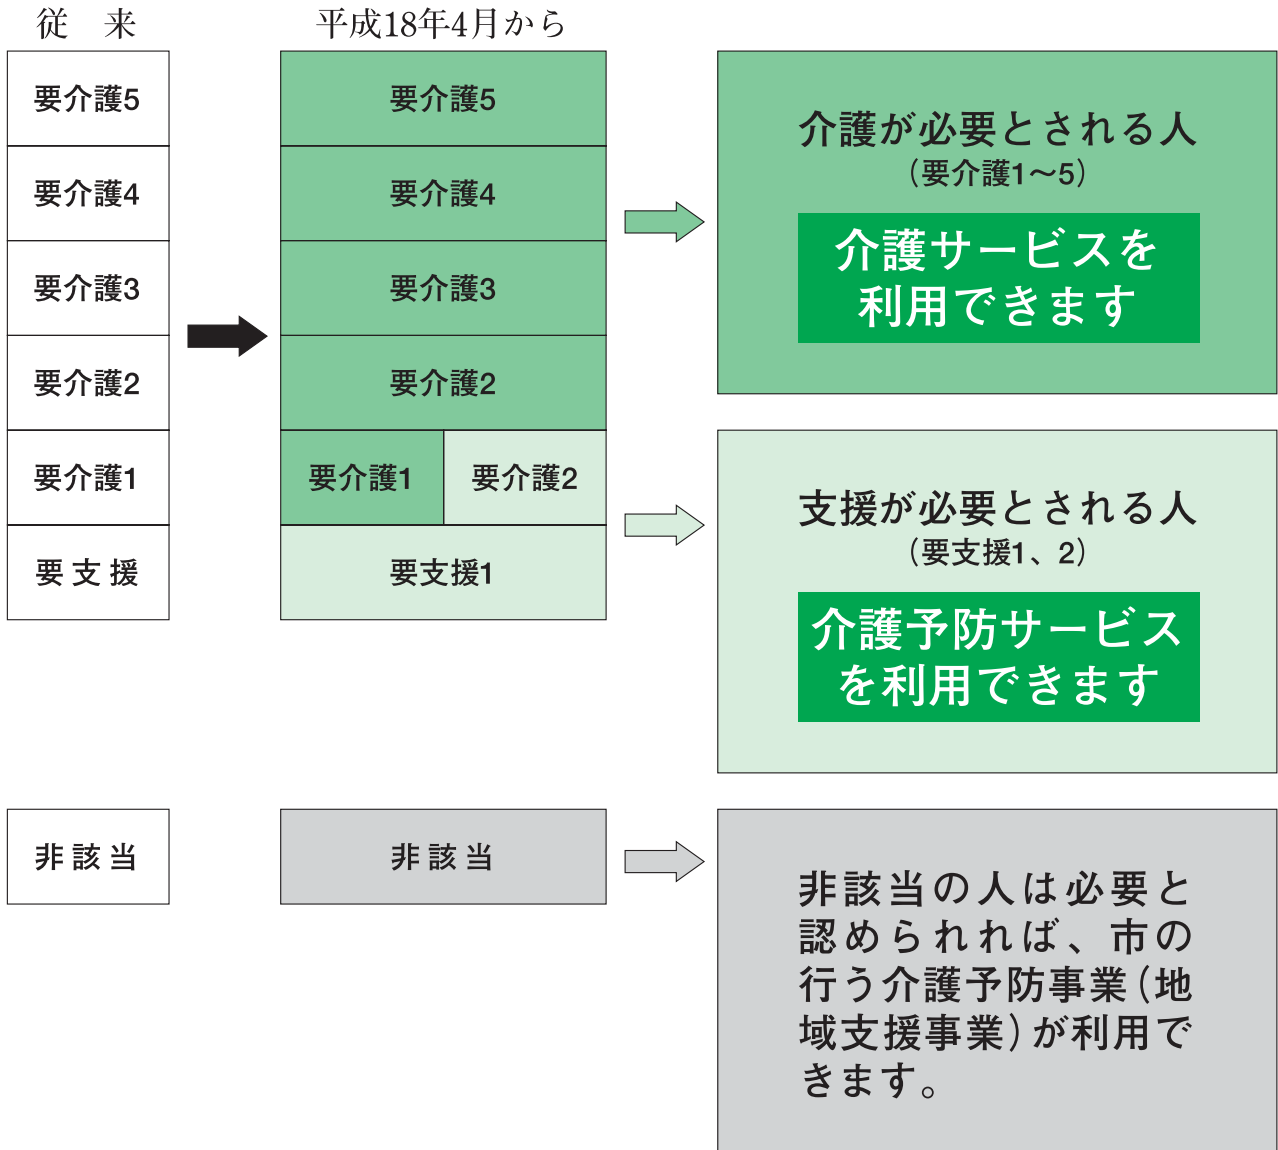 従 来
要介護5
要介護4
要介護3
要介護2
要介護1
要支援
非該当
平成18年4月から
要介護5
要介護4
要介護3
要介護2
要介護1
要介護2
要支援1
非該当
介護が必要とされる人
（要介護1～5）
介護サービスを
利用できます
支援が必要とされる人
（要支援1、2）
介護予防サービス
を利用できます
非該当の人は必要と
認められれば、市の
行う介護予防事業（地
域支援事業）が利用で
きます。